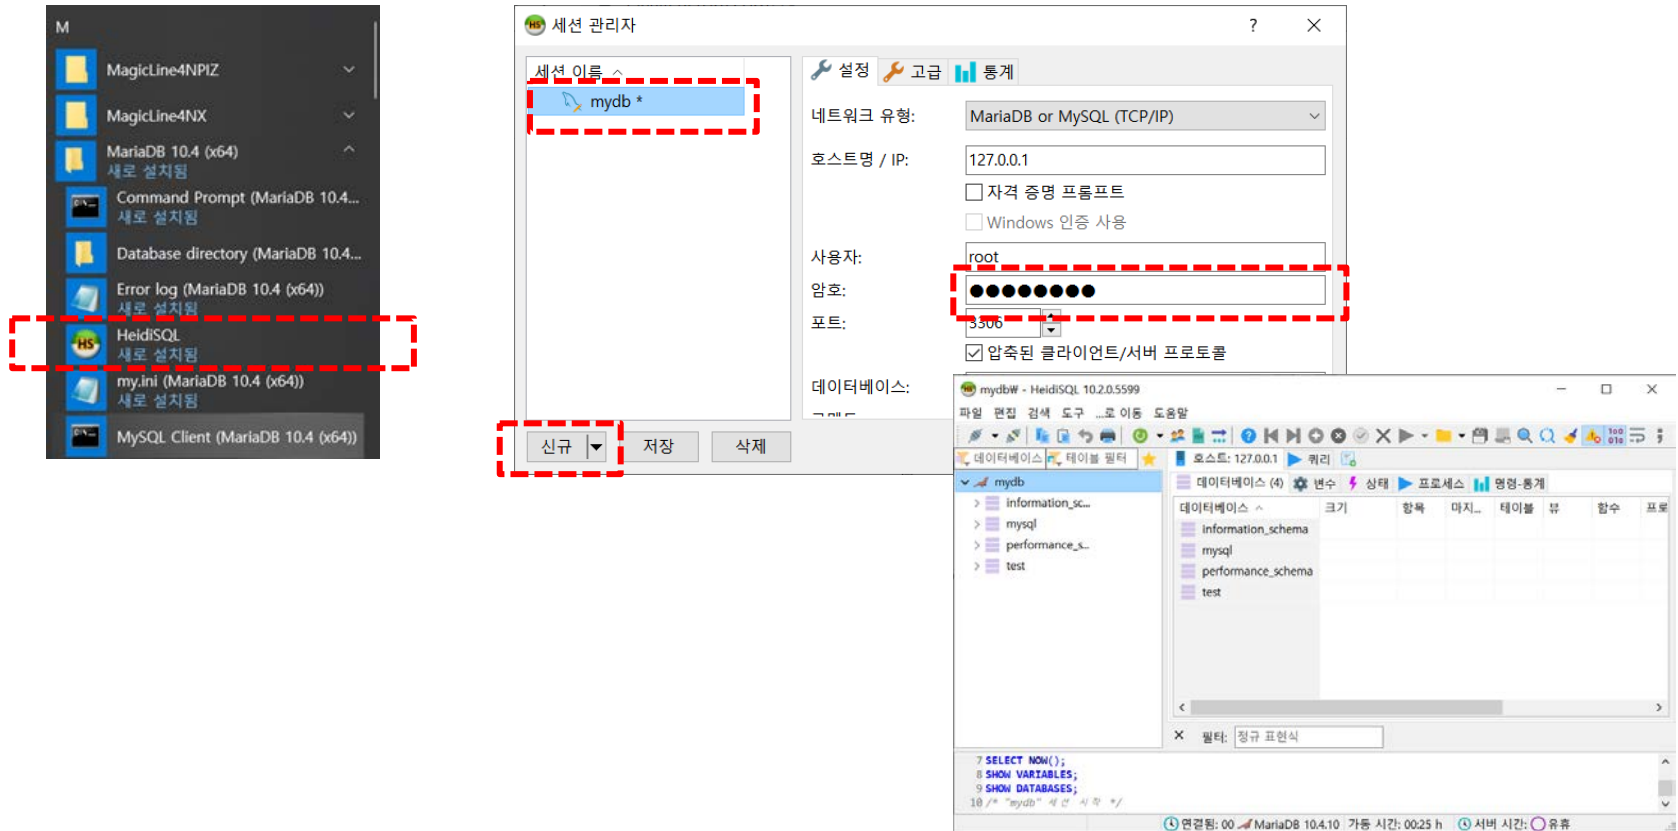 M
MagicLine4NPIZ
MagicLine4NX
MariaDB 10.4 (x64)
새로 설치됨
Command Prompt (MariaDB 10.4...
새로 설치됨
Database directory (MariaDB 10.4...
Error log (MariaDB 10.4 (x64))
새로 설치됨
HeidiSQL
새로 설치됨
my.ini (MariaDB 10.4 (x64))
새로 설치됨
MySQL Client (MariaDB 10.4 (x64))
세션 관리자
세션 이름
mydb *
신규
저장
삭제
설정 고급 통계
네트워크 유형: MariaDB or MySQL (TCP/IP)
호스트명 / IP: 127.0.0.1
자격 증명 프롬프트
Windows 인증 사용
사용자: root
암호: ●●●●●●●●
포트: 3306
압축된 클라이언트/서버 프로토콜
데이터베이스:
mydb₩ - HeidiSQL 10.2.0.5599
파일 편집 검색 도구 ...로 이동 도움말
데이터베이스 테이블 필터
호스트: 127.0.0.1 쿼리
mydb
information_sc...
mysql
performance_s...
test
데이터베이스 (4) 변수 상태 프로세스 명령-통계
데이터베이스 크기 항목 마지... 테이블 뷰 함수 프로
information_schema
mysql
performance_schema
test
필터: 정규 표현식
7 SELECT NOW();
8 SHOW VARIABLES;
9 SHOW DATABASES;
10 /* "mydb" 세션 시작 */
연결됨: 00 MariaDB 10.4.10 가동 시간: 00:25 h 서버 시간: 유휴